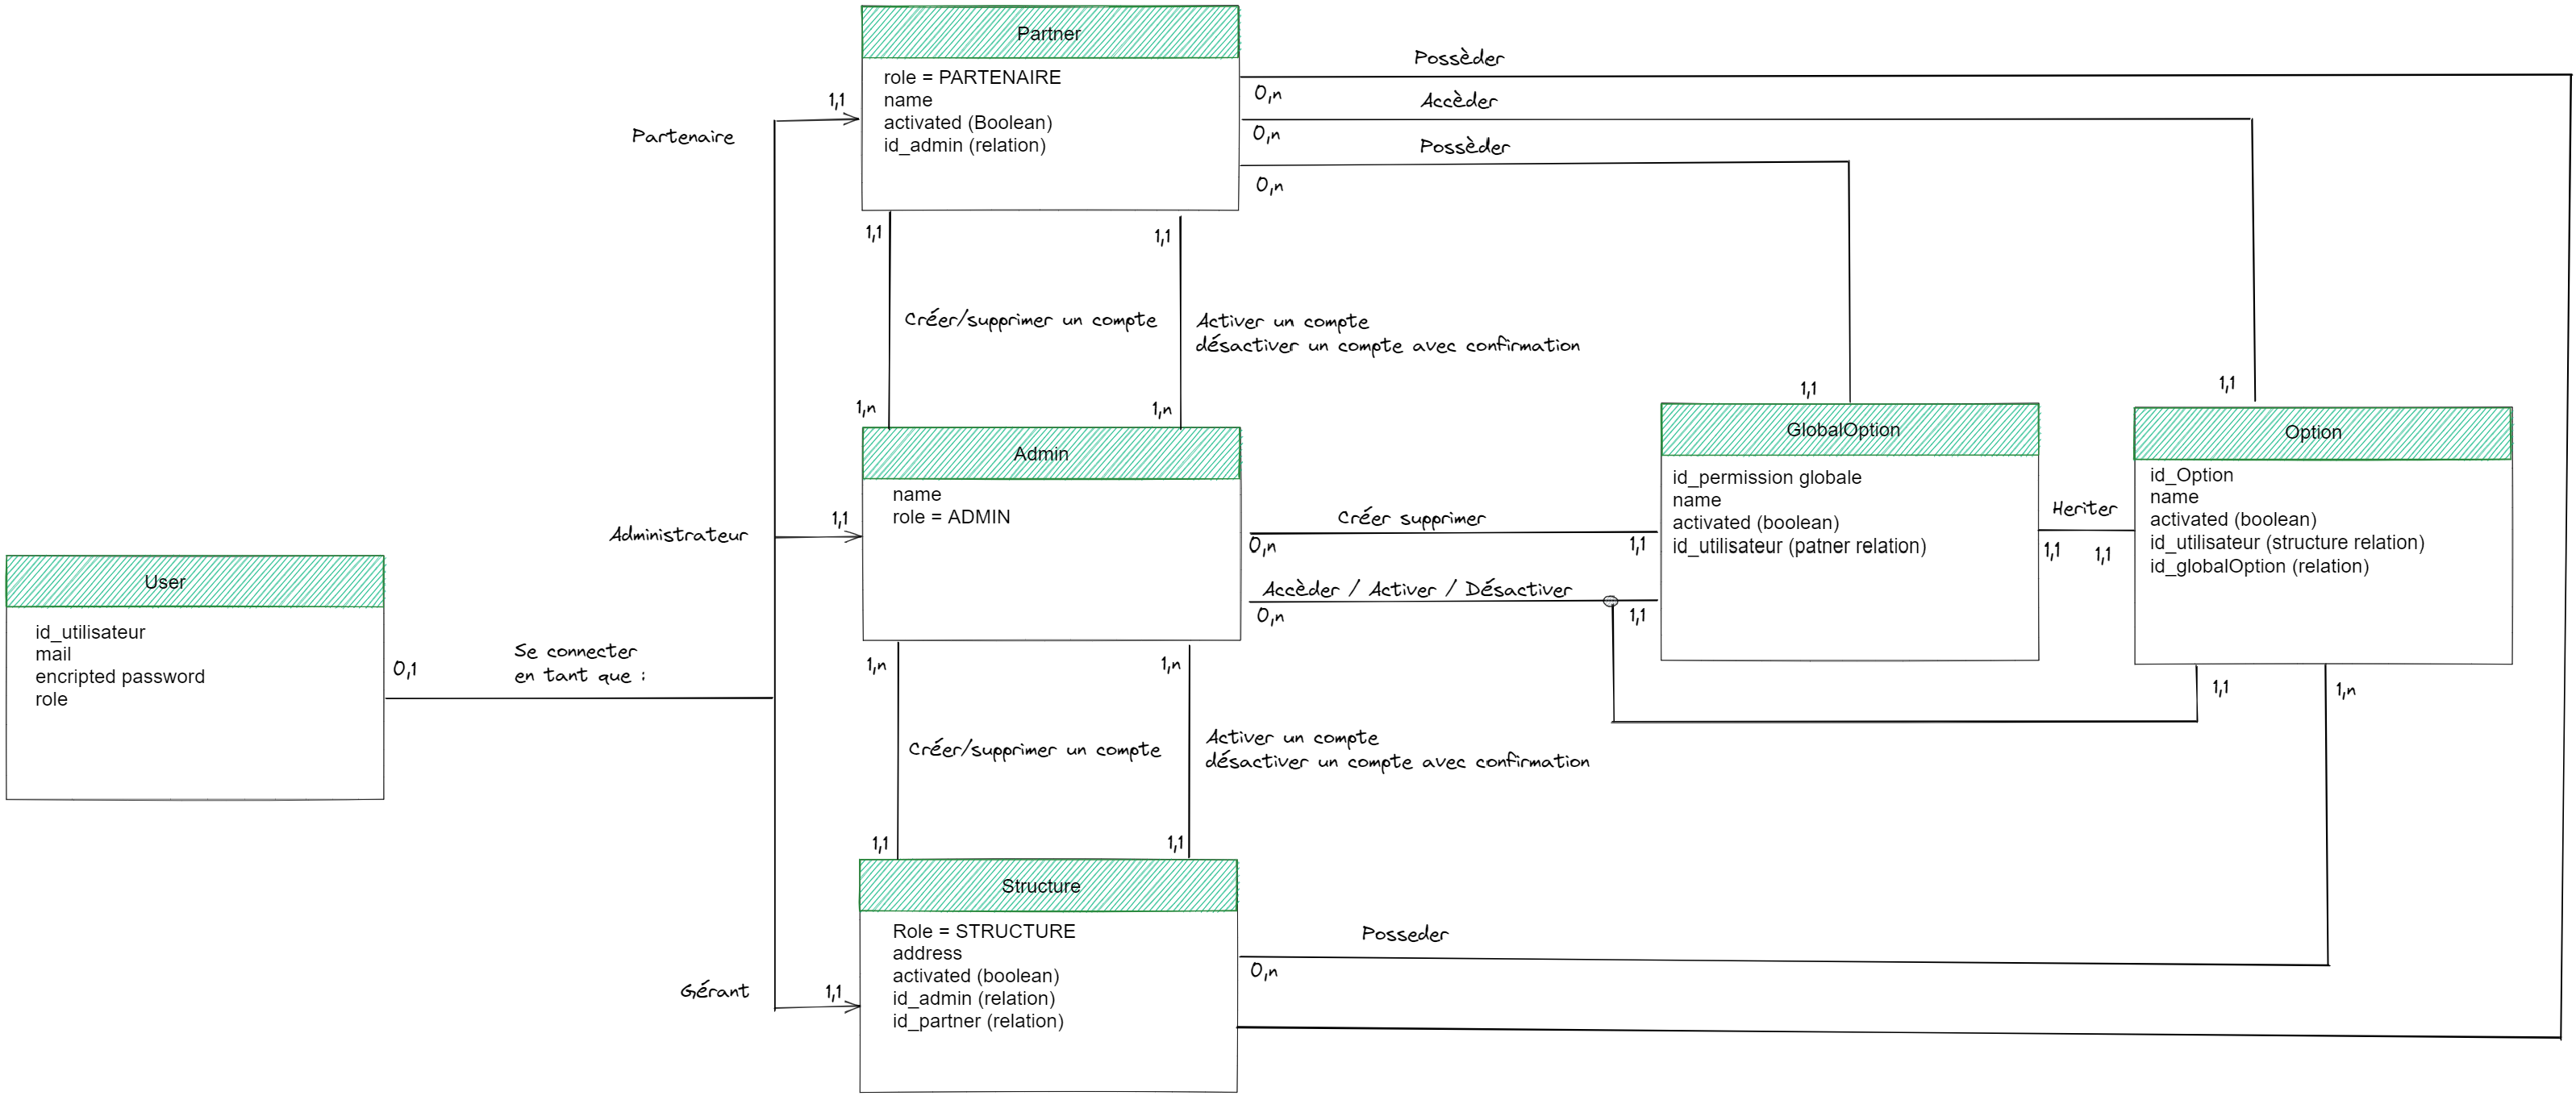 Partner
role = PARTENAIRE
name
activated (Boolean)
id_admin (relation)
Possèder
0,n
Accèder
0,n
Possèder
0,n
Partenaire
1,1
1,1
1,1
Créer/supprimer un compte
Activer un compte
désactiver un compte avec confirmation
1,n
1,n
1,1
1,1
Admin
name
role = ADMIN
Administrateur
1,1
Créer supprimer
0,n
1,1
Accèder / Activer / Désactiver
0,n
1,1
GlobalOption
id_permission globale
name
activated (boolean)
id_utilisateur (patner relation)
Heriter
1,1
1,1
Option
id_Option
name
activated (boolean)
id_utilisateur (structure relation)
id_globalOption (relation)
1,1
1,n
User
id_utilisateur
mail
encripted password
role
0,1
Se connecter
en tant que :
1,n
1,n
Créer/supprimer un compte
Activer un compte
désactiver un compte avec confirmation
1,1
1,1
Structure
Role = STRUCTURE
address
activated (boolean)
id_admin (relation)
id_partner (relation)
Gérant
1,1
Posseder
0,n